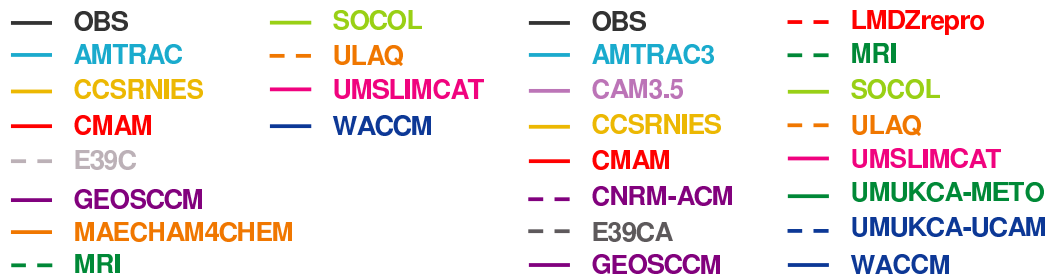 OBS
AMTRAC
CCSRNIES
CMAM
E39C
GEOSCCM
MAECHAM4CHEM
MRI
SOCOL
ULAQ
UMSLIMCAT
WACCM
OBS
AMTRAC3
CAM3.5
CCSRNIES
CMAM
CNRM-ACM
E39CA
GEOSCCM
LMDZrepro
MRI
SOCOL
ULAQ
UMSLIMCAT
UMUKCA-METO
UMUKCA-UCAM
WACCM